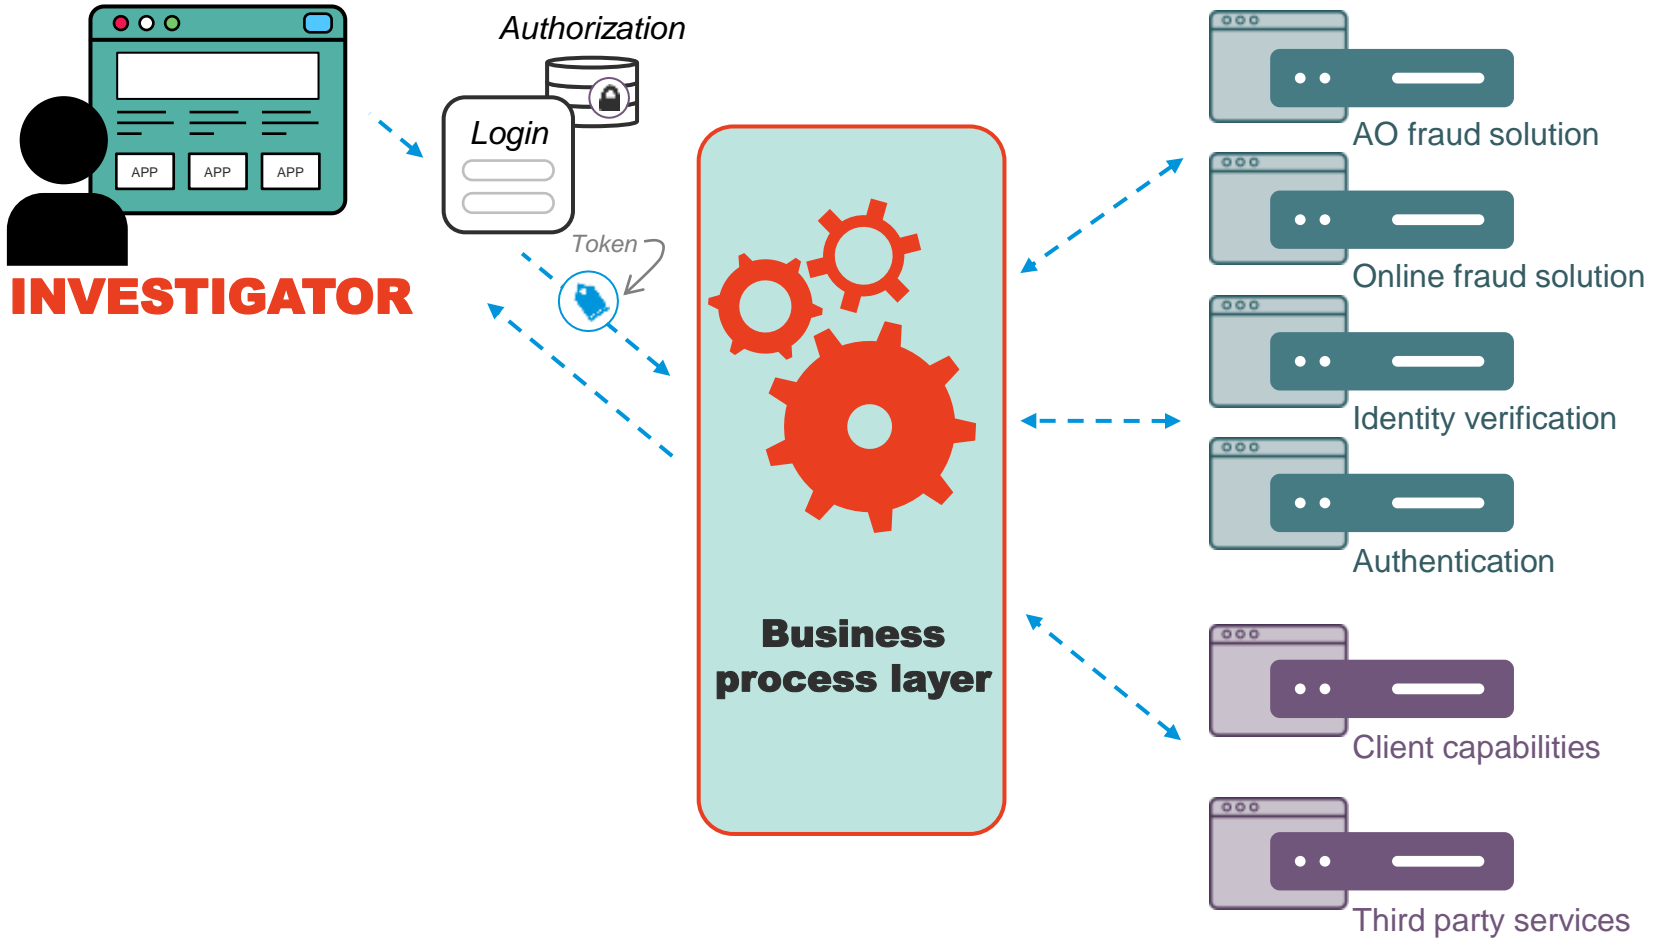 Authorization
Login
APP APP APP
Token
INVESTIGATOR
Business
process layer
AO fraud solution
Online fraud solution
Identity verification
Authentication
Client capabilities
Third party services